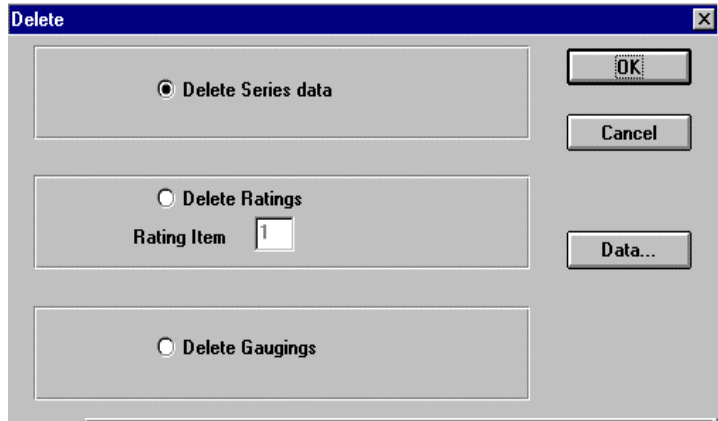 Delete
Delete Series data
OK
Cancel
Delete Ratings
Rating Item 1
Data...
Delete Gaugings